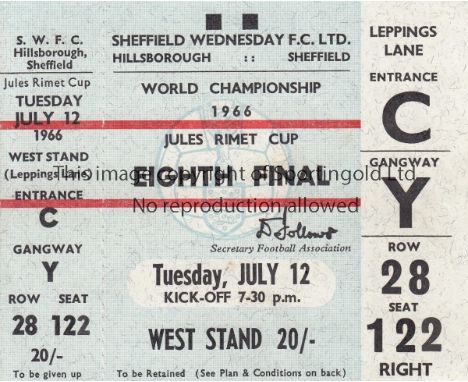 S. W. F. C.
Hillsborough,
Sheffield
Jules Rimet Cup
TUESDAY
JULY 12
1966
WEST STAND
(Leppings Lane)
ENTRANCE
C
GANGWAY
Y
ROW SEAT
28 122
20/-
To be given up
SHEFFIELD WEDNESDAY F.C. LTD.
HILLSBOROUGH :: SHEFFIELD
WORLD CHAMPIONSHIP
1966
JULES RIMET CUP
EIGHTH FINAL
This image copyright of Sportingold Ltd.
No reproduction allowed
D Follows
Secretary Football Association
Tuesday, JULY 12
KICK-OFF 7-30 p.m.
WEST STAND 20/-
To be Retained (See Plan & Conditions on back)
LEPPINGS
LANE
ENTRANCE
C
GANGWAY
Y
ROW
28
SEAT
122
RIGHT